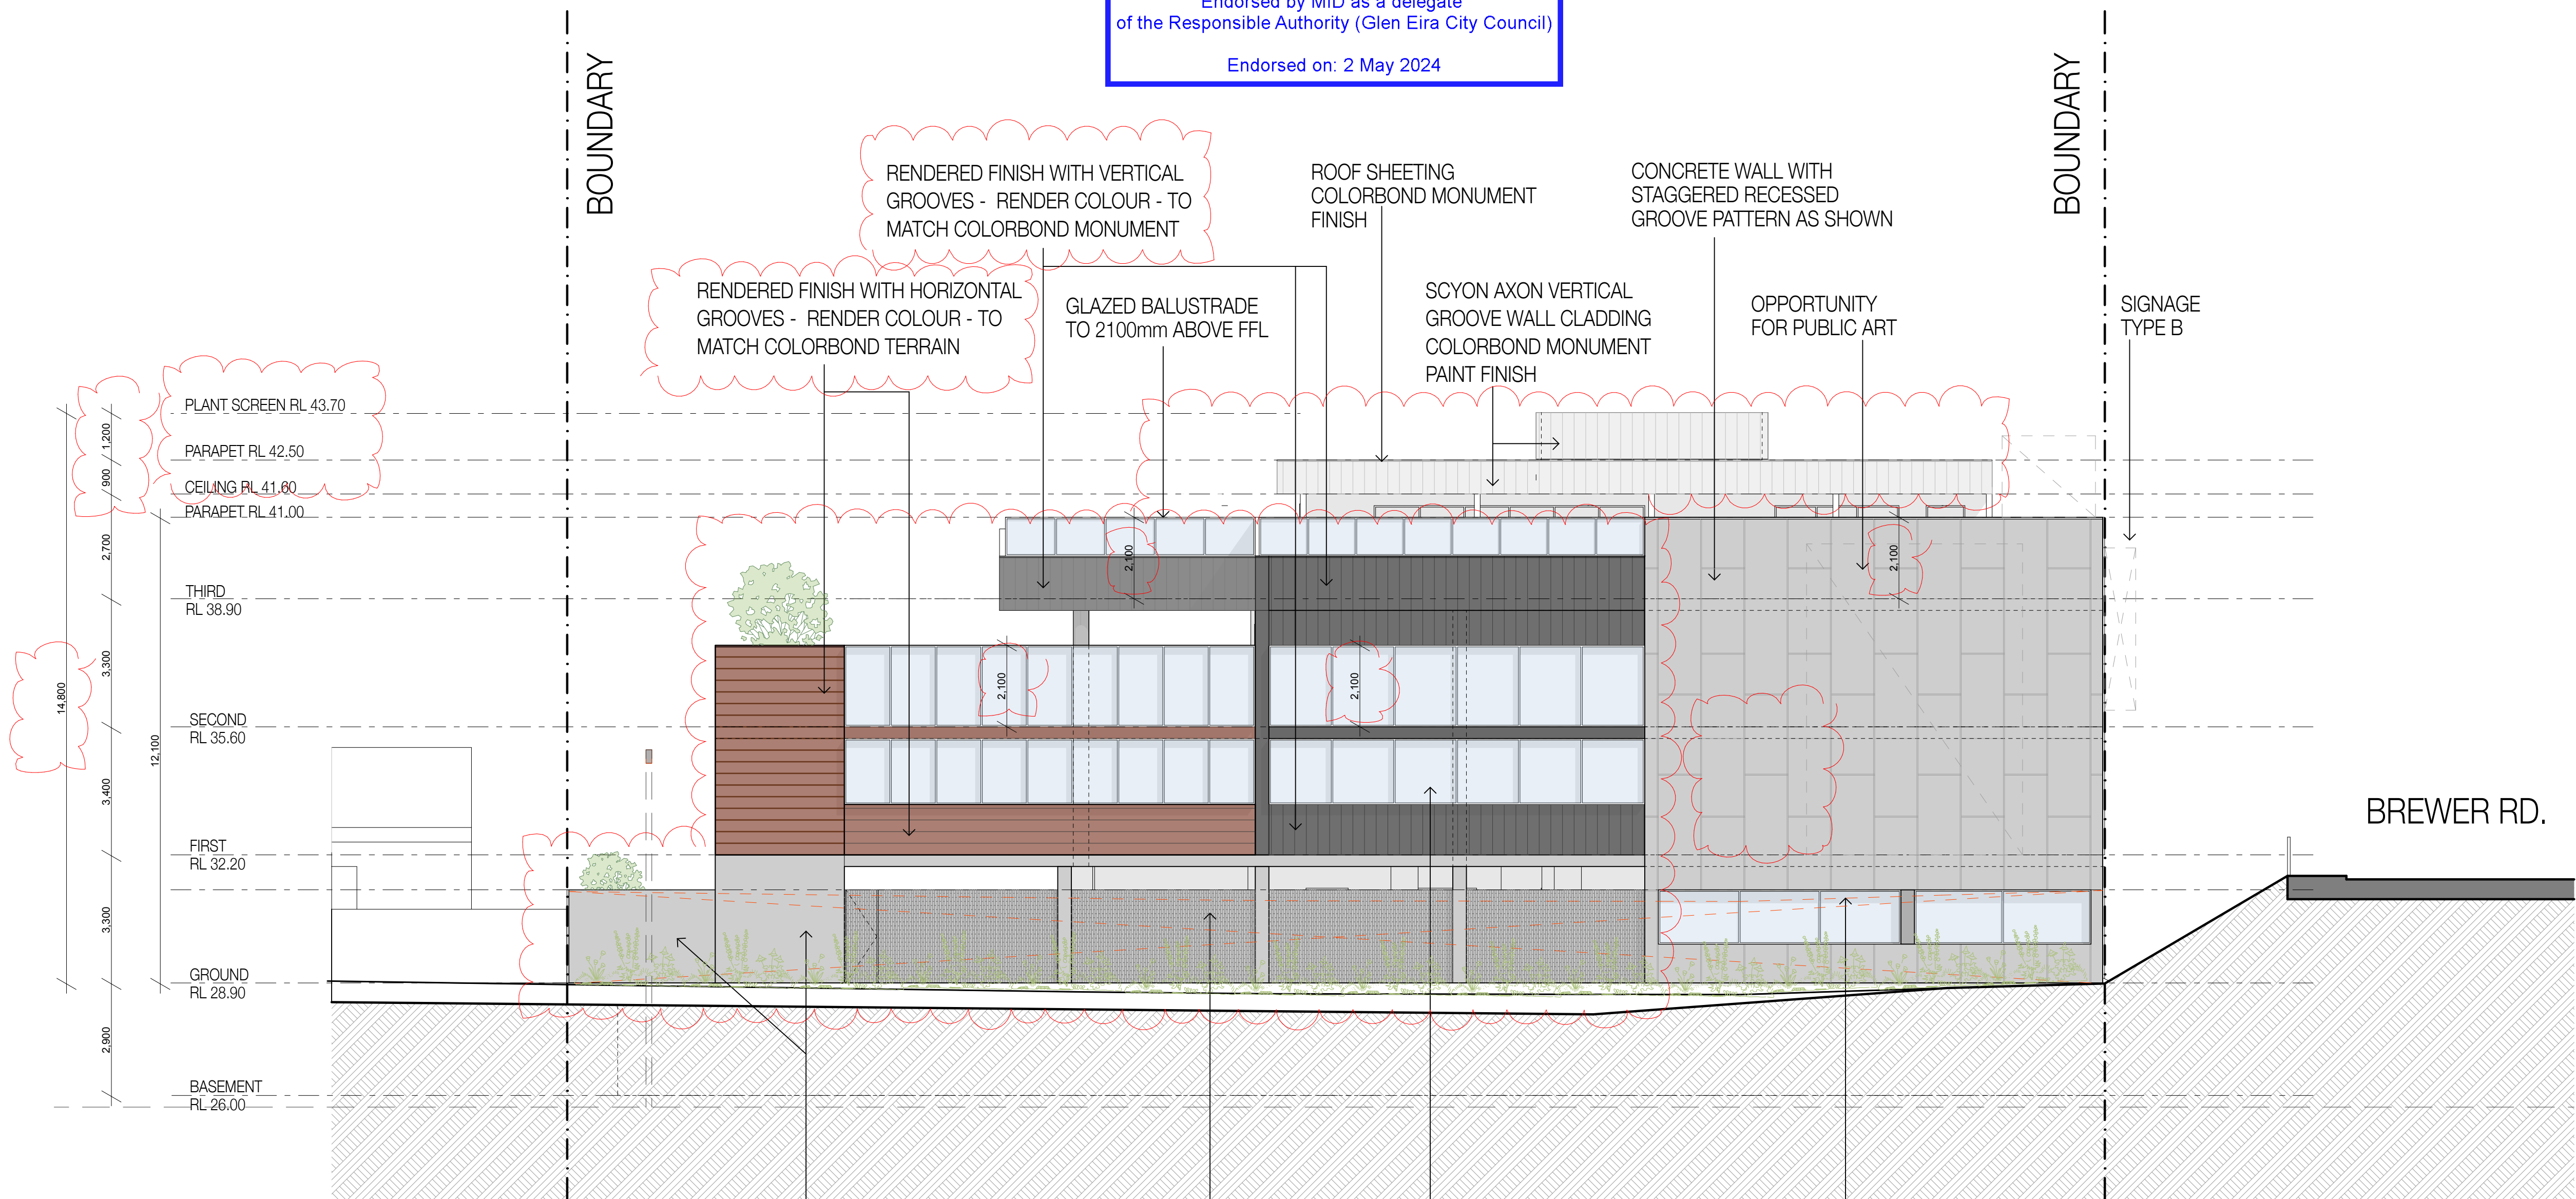 Endorsed by MID as a delegate
of the Responsible Authority (Glen Eira City Council)
Endorsed on: 2 May 2024
BOUNDARY
BOUNDARY
RENDERED FINISH WITH VERTICAL
GROOVES - RENDER COLOUR - TO
MATCH COLORBOND MONUMENT
ROOF SHEETING
COLORBOND MONUMENT
FINISH
CONCRETE WALL WITH
STAGGERED RECESSED
GROOVE PATTERN AS SHOWN
RENDERED FINISH WITH HORIZONTAL
GROOVES - RENDER COLOUR - TO
MATCH COLORBOND TERRAIN
GLAZED BALUSTRADE
TO 2100mm ABOVE FFL
SCYON AXON VERTICAL
GROOVE WALL CLADDING
COLORBOND MONUMENT
PAINT FINISH
OPPORTUNITY
FOR PUBLIC ART
SIGNAGE
TYPE B
PLANT SCREEN RL 43.70
PARAPET RL 42.50
CEILING RL 41.60
PARAPET RL 41.00
THIRD
RL 38.90
SECOND
RL 35.60
FIRST
RL 32.20
GROUND
RL 28.90
BASEMENT
RL 26.00
1,200
900
2,700
3,300
3,400
3,300
2,900
14,800
12,100
2,100
2,100
2,100
2,100
BREWER RD.